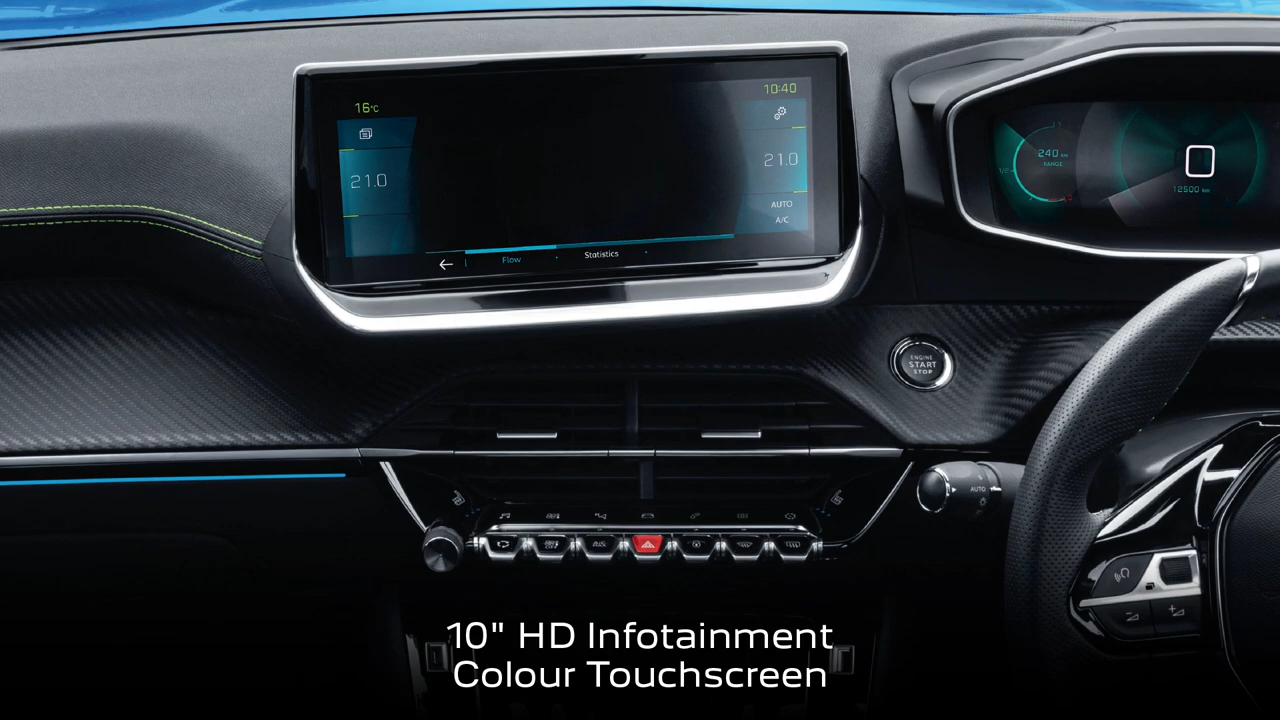 16°C
10:40
21.0
21.0
AUTO
A/C
Flow
Statistics
240 km
RANGE
12500 km
ENGINE
START
STOP
AUTO
10" HD Infotainment
Colour Touchscreen